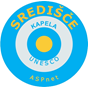 SREDIŠĆE
KAPELA
UNESCO
ASPnet